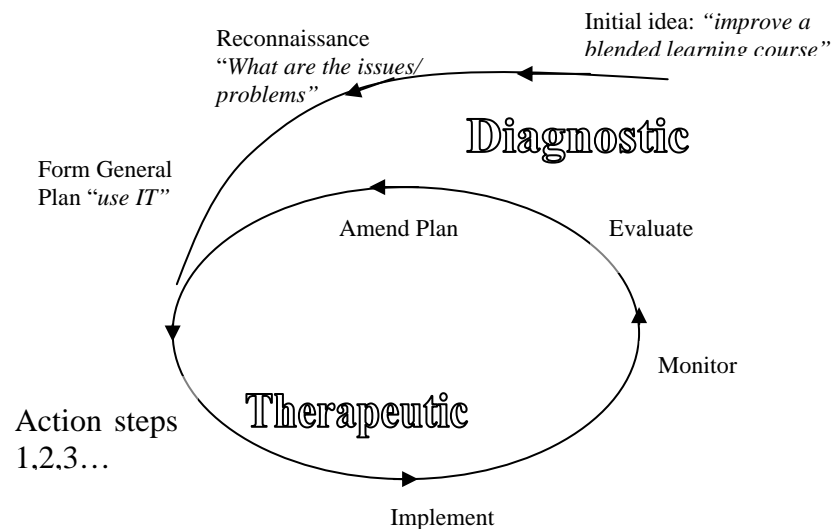 Initial idea: “improve a
blended learning course”
Reconnaissance
“What are the issues/
problems”
Diagnostic
Form General
Plan “use IT”
Amend Plan
Evaluate
Monitor
Therapeutic
Action steps
1,2,3…
Implement